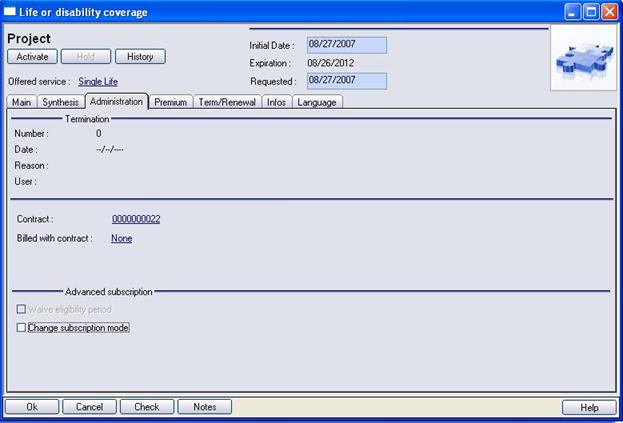 Life or disability coverage
Project
Activate Hold History
Initial Date : 08/27/2007
Expiration : 08/26/2012
Requested : 08/27/2007
Offered service : Single Life
Main Synthesis Administration Premium Term/Renewal Infos Language
Termination
Number : 0
Date : --/--/----
Reason :
User :
Contract : 0000000022
Billed with contract : None
Advanced subscription
Waive eligibility period
Change subscription mode
Ok Cancel Check Notes Help